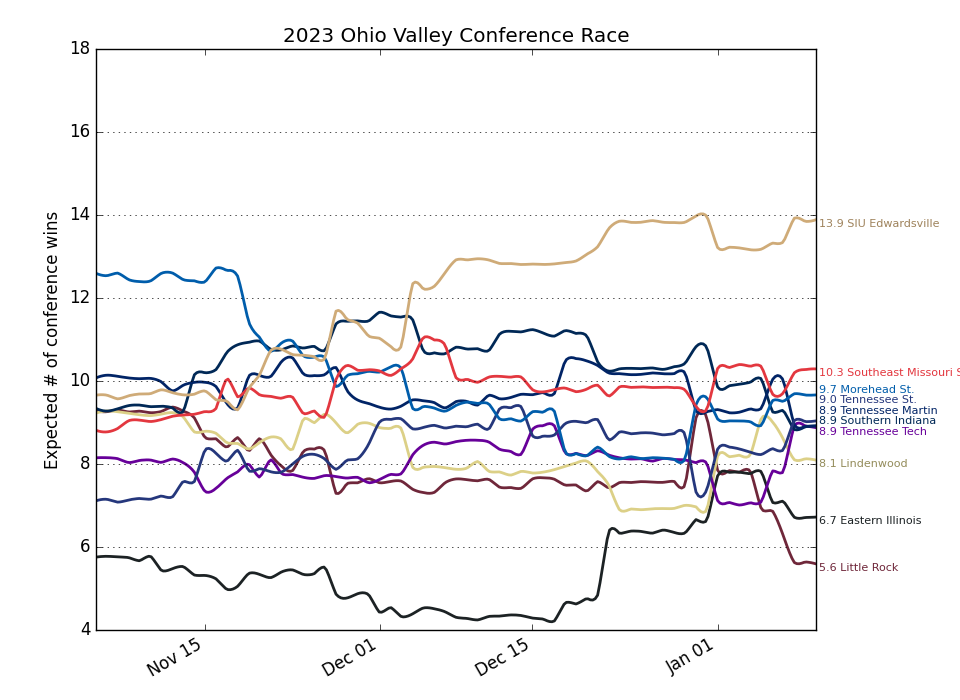 2023 Ohio Valley Conference Race
Expected # of conference wins
18
16
14
12
10
8
6
4
Nov 15
Dec 01
Dec 15
Jan 01
13.9 SIU Edwardsville
10.3 Southeast Missouri S
9.7 Morehead St.
9.0 Tennessee St.
8.9 Tennessee Martin
8.9 Southern Indiana
8.9 Tennessee Tech
8.1 Lindenwood
6.7 Eastern Illinois
5.6 Little Rock